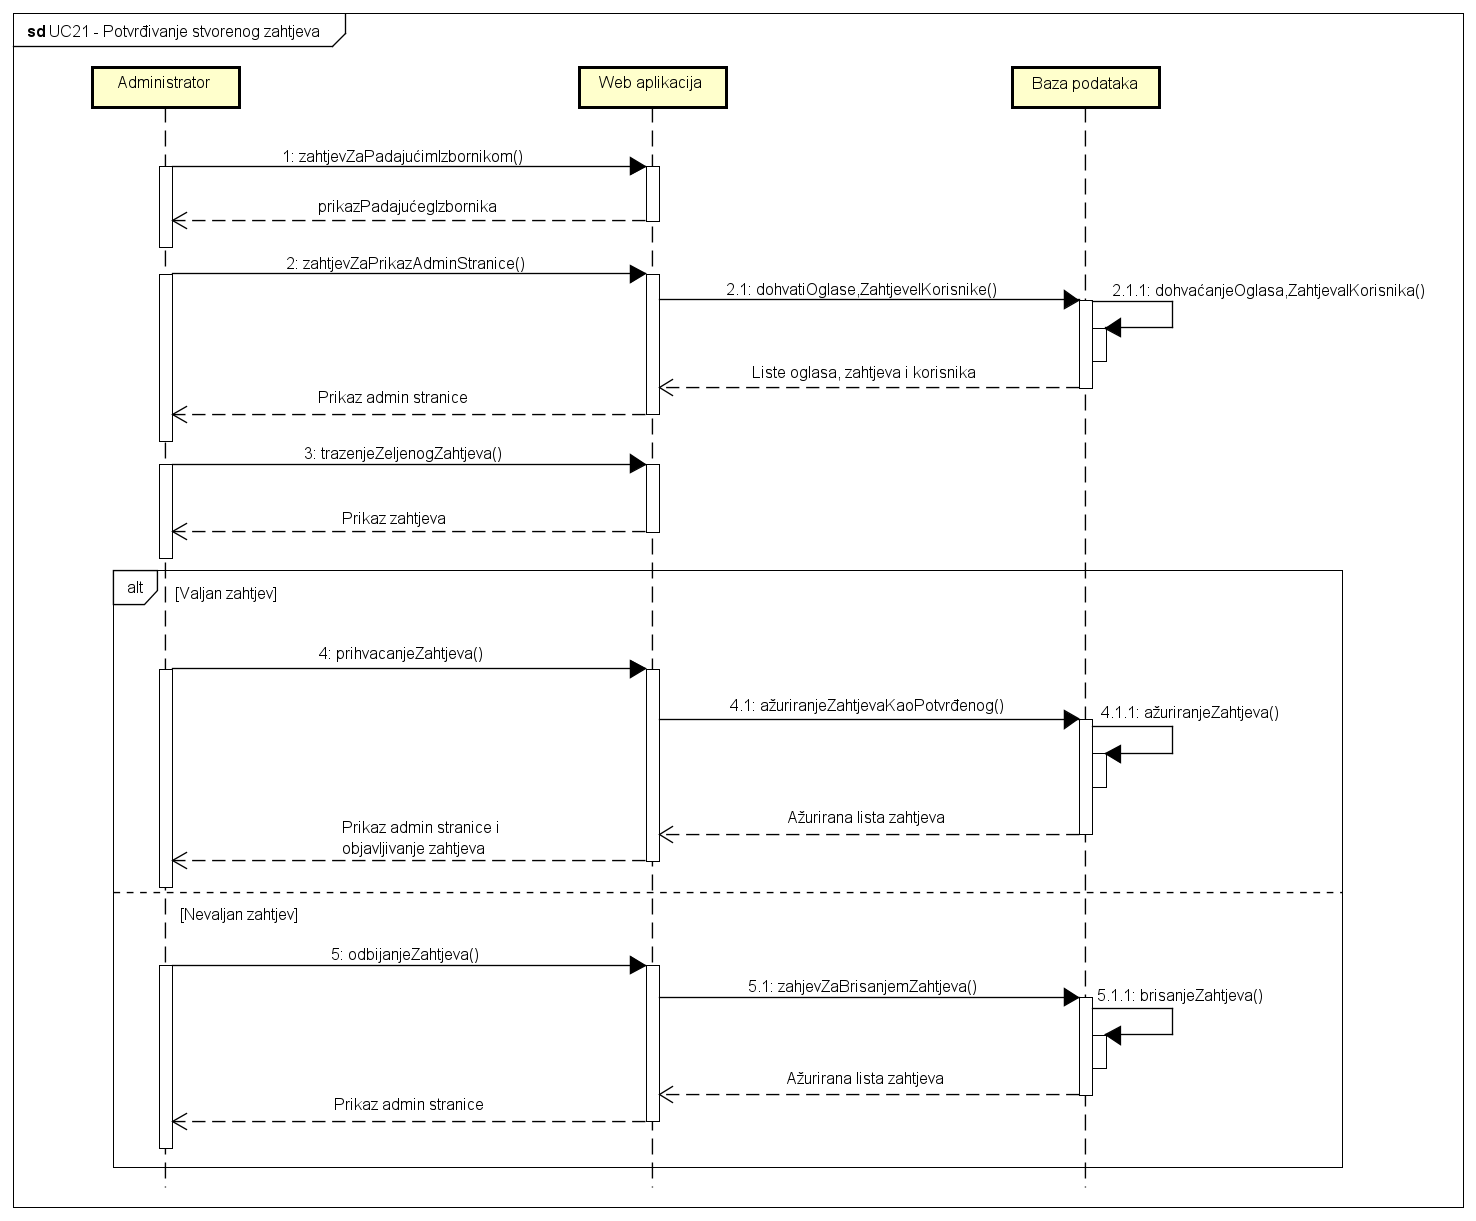 sd UC21 - Potvrđivanje stvorenog zahtjeva
Administrator
Web aplikacija
Baza podataka
1: zahtjevZaPadajućimIzbornikom()
prikazPadajućegIzbornika
2: zahtjevZaPrikazAdminStranice()
2.1: dohvatiOglase,ZahtjeveIKorisnike()
2.1.1: dohvaćanjeOglasa,ZahtjevaIKorisnika()
Liste oglasa, zahtjeva i korisnika
Prikaz admin stranice
3: trazenjeZeljenogZahtjeva()
Prikaz zahtjeva
alt
[Valjan zahtjev]
4: prihvacanjeZahtjeva()
4.1: ažuriranjeZahtjevaKaoPotvrđenog()
4.1.1: ažuriranjeZahtjeva()
Ažurirana lista zahtjeva
Prikaz admin stranice i
objavljivanje zahtjeva
[Nevaljan zahtjev]
5: odbijanjeZahtjeva()
5.1: zahjevZaBrisanjemZahtjeva()
5.1.1: brisanjeZahtjeva()
Ažurirana lista zahtjeva
Prikaz admin stranice